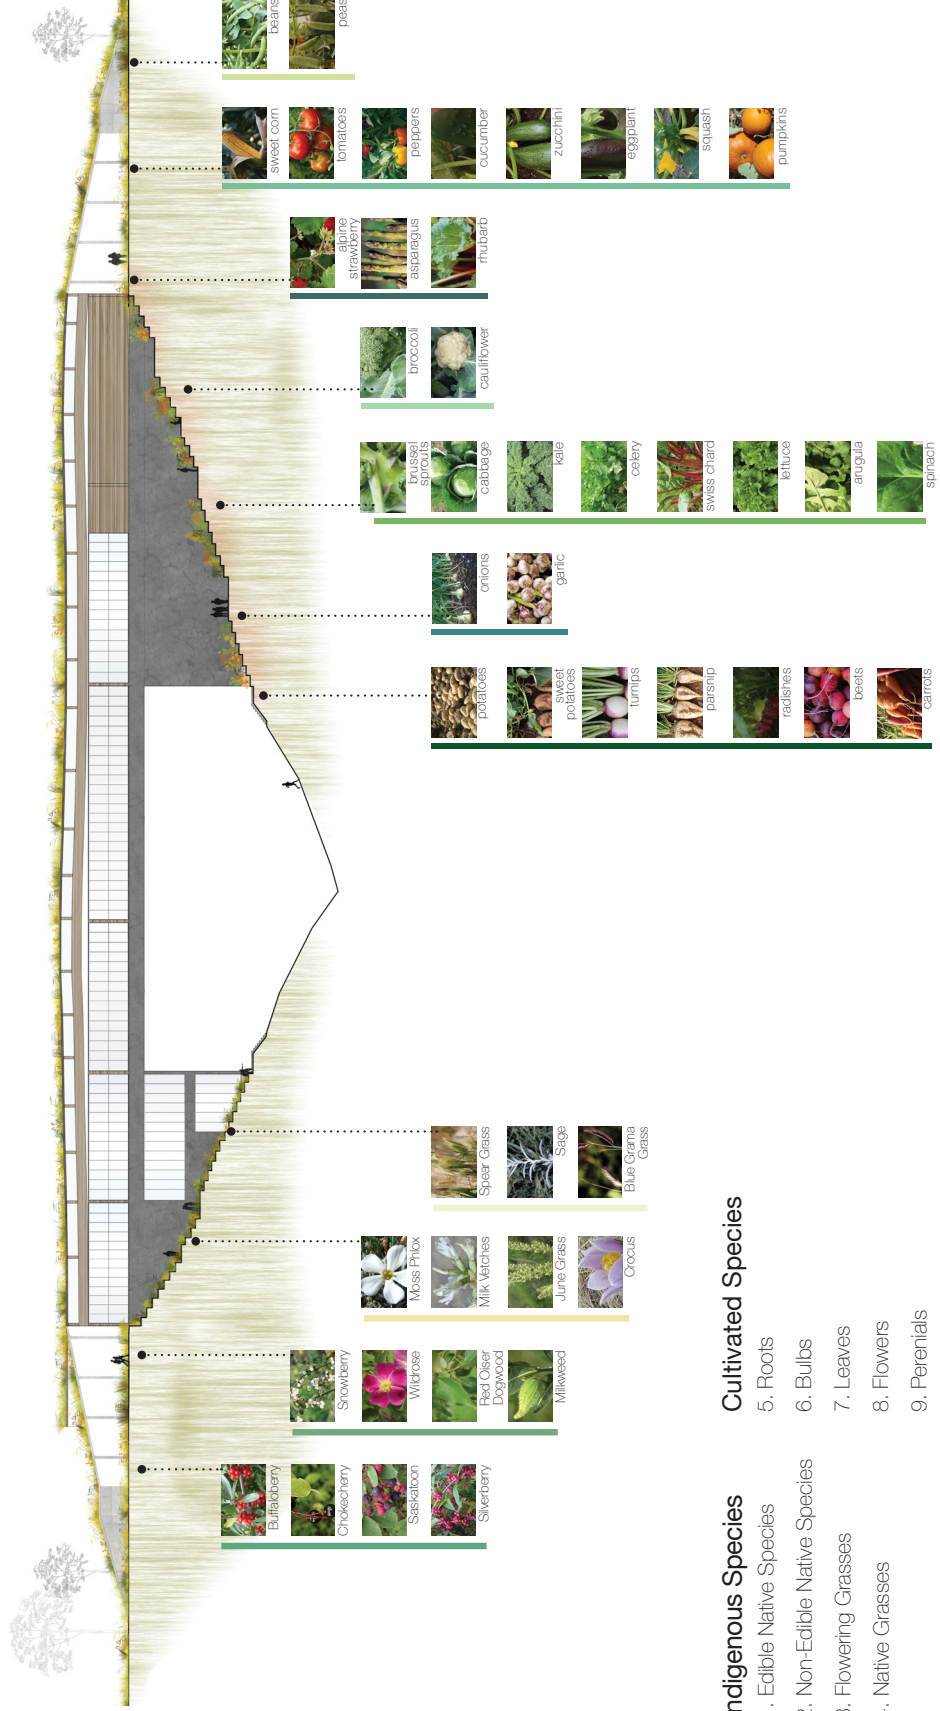 Buffaloberry
Chokecherry
Saskatoon
Silverberry
Snowberry
Wildrose
Red Oiser
Dogwood
Milkweed
Moss Phlox
Milk Vetches
June Grass
Crocus
Spear Grass
Sage
Blue Grama
Grass
potatoes
sweet
potatoes
turnips
parsnip
radishes
beets
carrots
onions
garlic
brussel
sprouts
cabbage
kale
celery
swiss chard
lettuce
arugula
spinach
broccoli
cauliflower
alpine
strawberry
asparagus
rhubarb
sweet corn
tomatoes
peppers
cucumber
zucchini
eggplant
squash
pumpkins
beans
peas
ndigenous Species
. Edible Native Species
2. Non-Edible Native Species
3. Flowering Grasses
. Native Grasses
Cultivated Species
5. Roots
6. Bulbs
7. Leaves
8. Flowers
9. Perenials